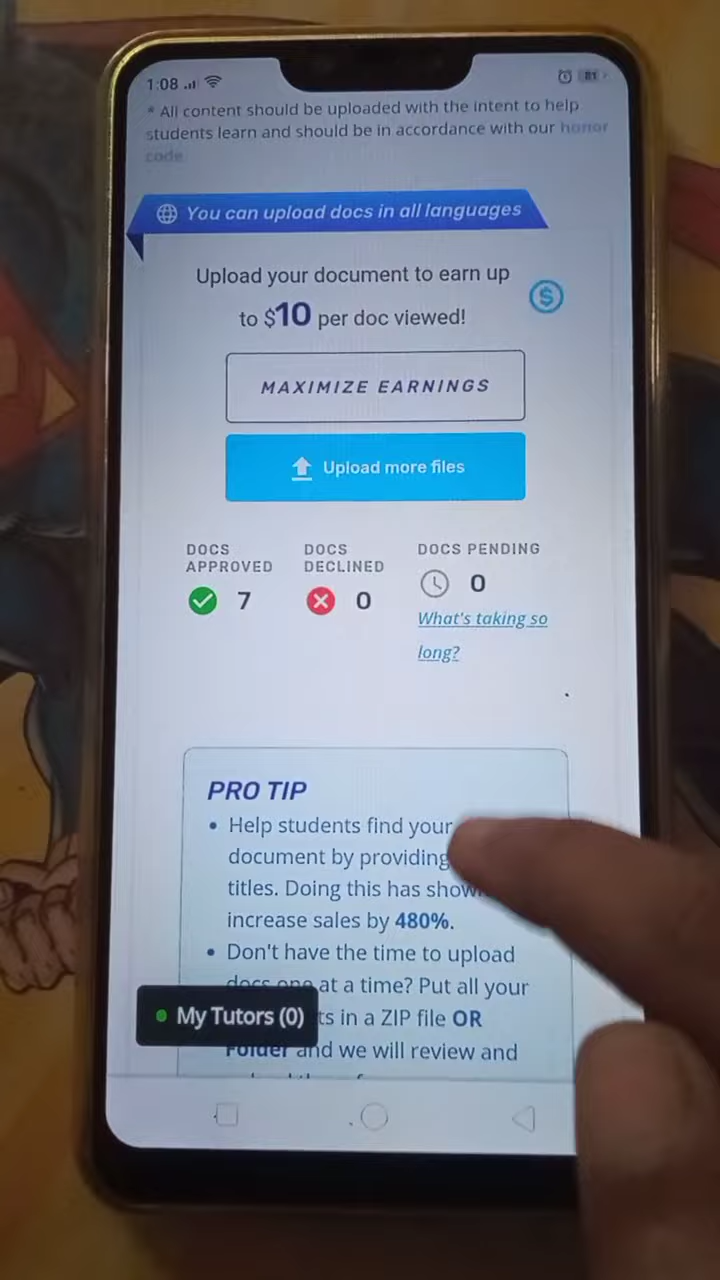 1:08
81
* All content should be uploaded with the intent to help
students learn and should be in accordance with our honor
code
You can upload docs in all languages
Upload your document to earn up
to $10 per doc viewed!
MAXIMIZE EARNINGS
Upload more files
DOCS APPROVED
7
DOCS DECLINED
0
DOCS PENDING
0
What's taking so
long?
PRO TIP
• Help students find your
document by providing
titles. Doing this has
increase sales by 480%.
• Don't have the time to upload
docs one at a time? Put all your
in a ZIP file OR
Folder and we will review and
My Tutors (0)